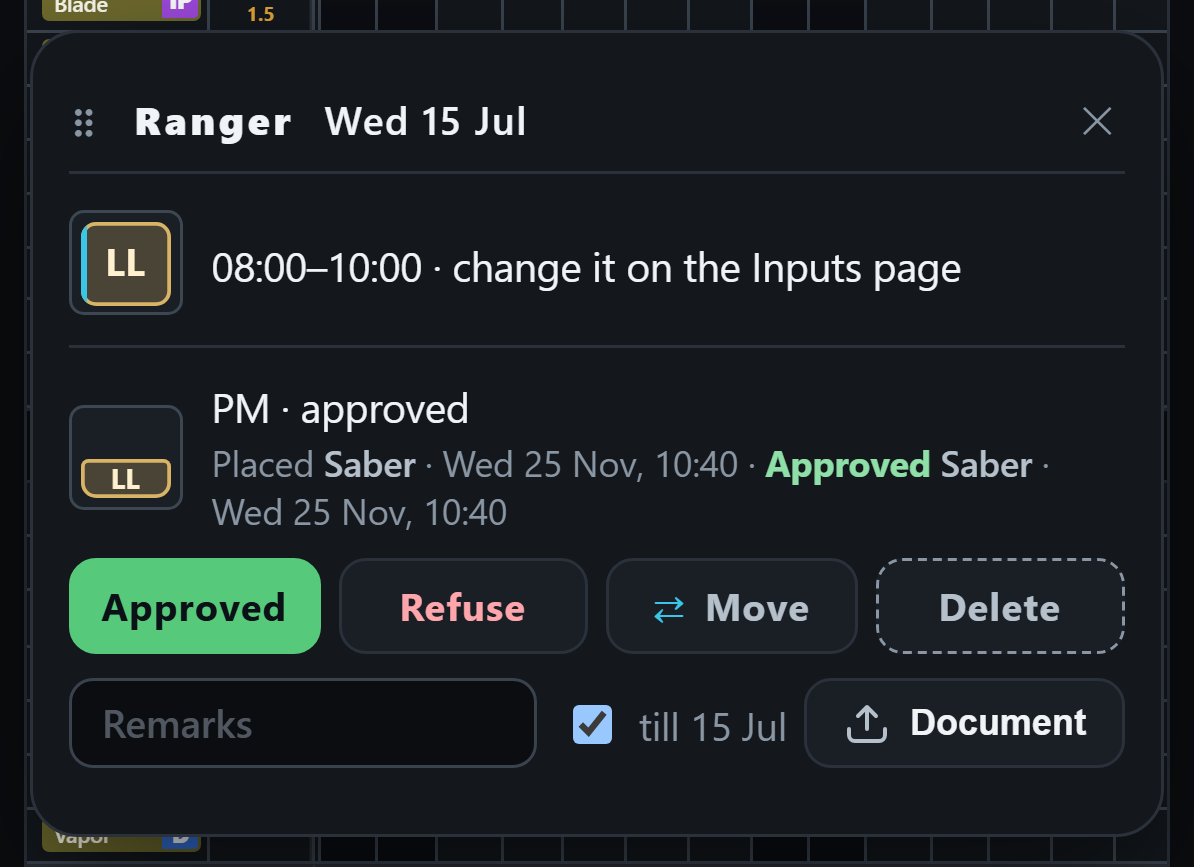 Blade IP
1.5
Ranger Wed 15 Jul
LL 08:00–10:00 · change it on the Inputs page
PM · approved
LL
Placed Saber · Wed 25 Nov, 10:40 · Approved Saber ·
Wed 25 Nov, 10:40
Approved Refuse Move Delete
Remarks till 15 Jul Document
Vapor